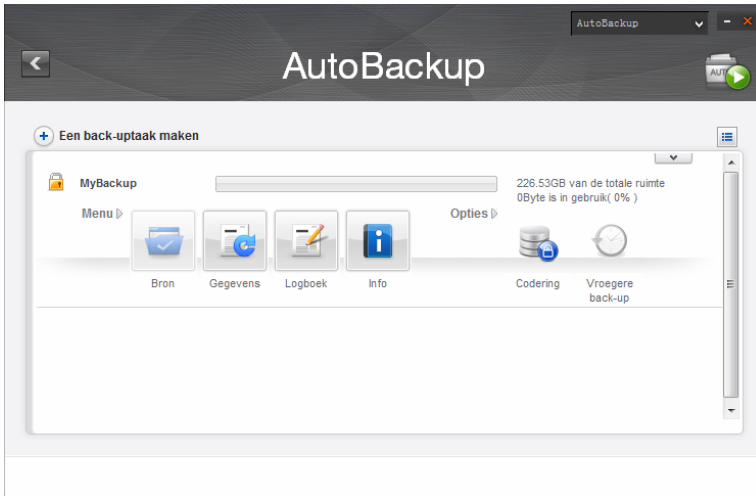 AutoBackup
AutoBackup
AUTO
Een back-uptaak maken
MyBackup
226.53GB van de totale ruimte
0Byte is in gebruik( 0% )
Menu
Opties
Bron
Gegevens
Logboek
Info
Codering
Vroegere
back-up